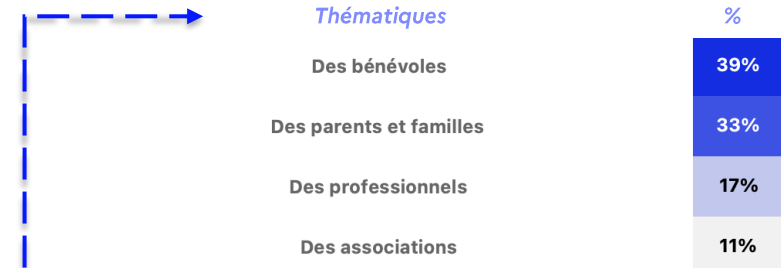 Thématiques %
Des bénévoles 39%
Des parents et familles 33%
Des professionnels 17%
Des associations 11%